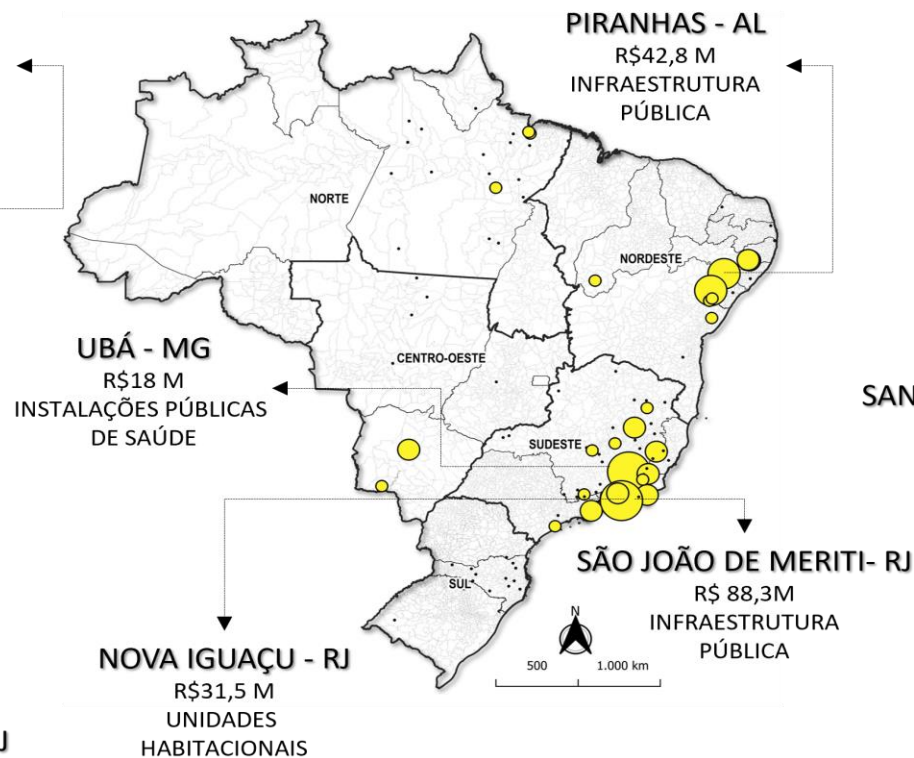 PIRANHAS - AL
R$42,8 M
INFRAESTRUTURA
PÚBLICA
NORTE
NORDESTE
CENTRO-OESTE
SUDESTE
SUL
UBÁ - MG
R$18 M
INSTALAÇÕES PÚBLICAS
DE SAÚDE
SAN
SÃO JOÃO DE MERITI- RJ
R$ 88,3M
INFRAESTRUTURA
PÚBLICA
N
500 1.000 km
NOVA IGUAÇU - RJ
R$31,5 M
UNIDADES
HABITACIONAIS
J